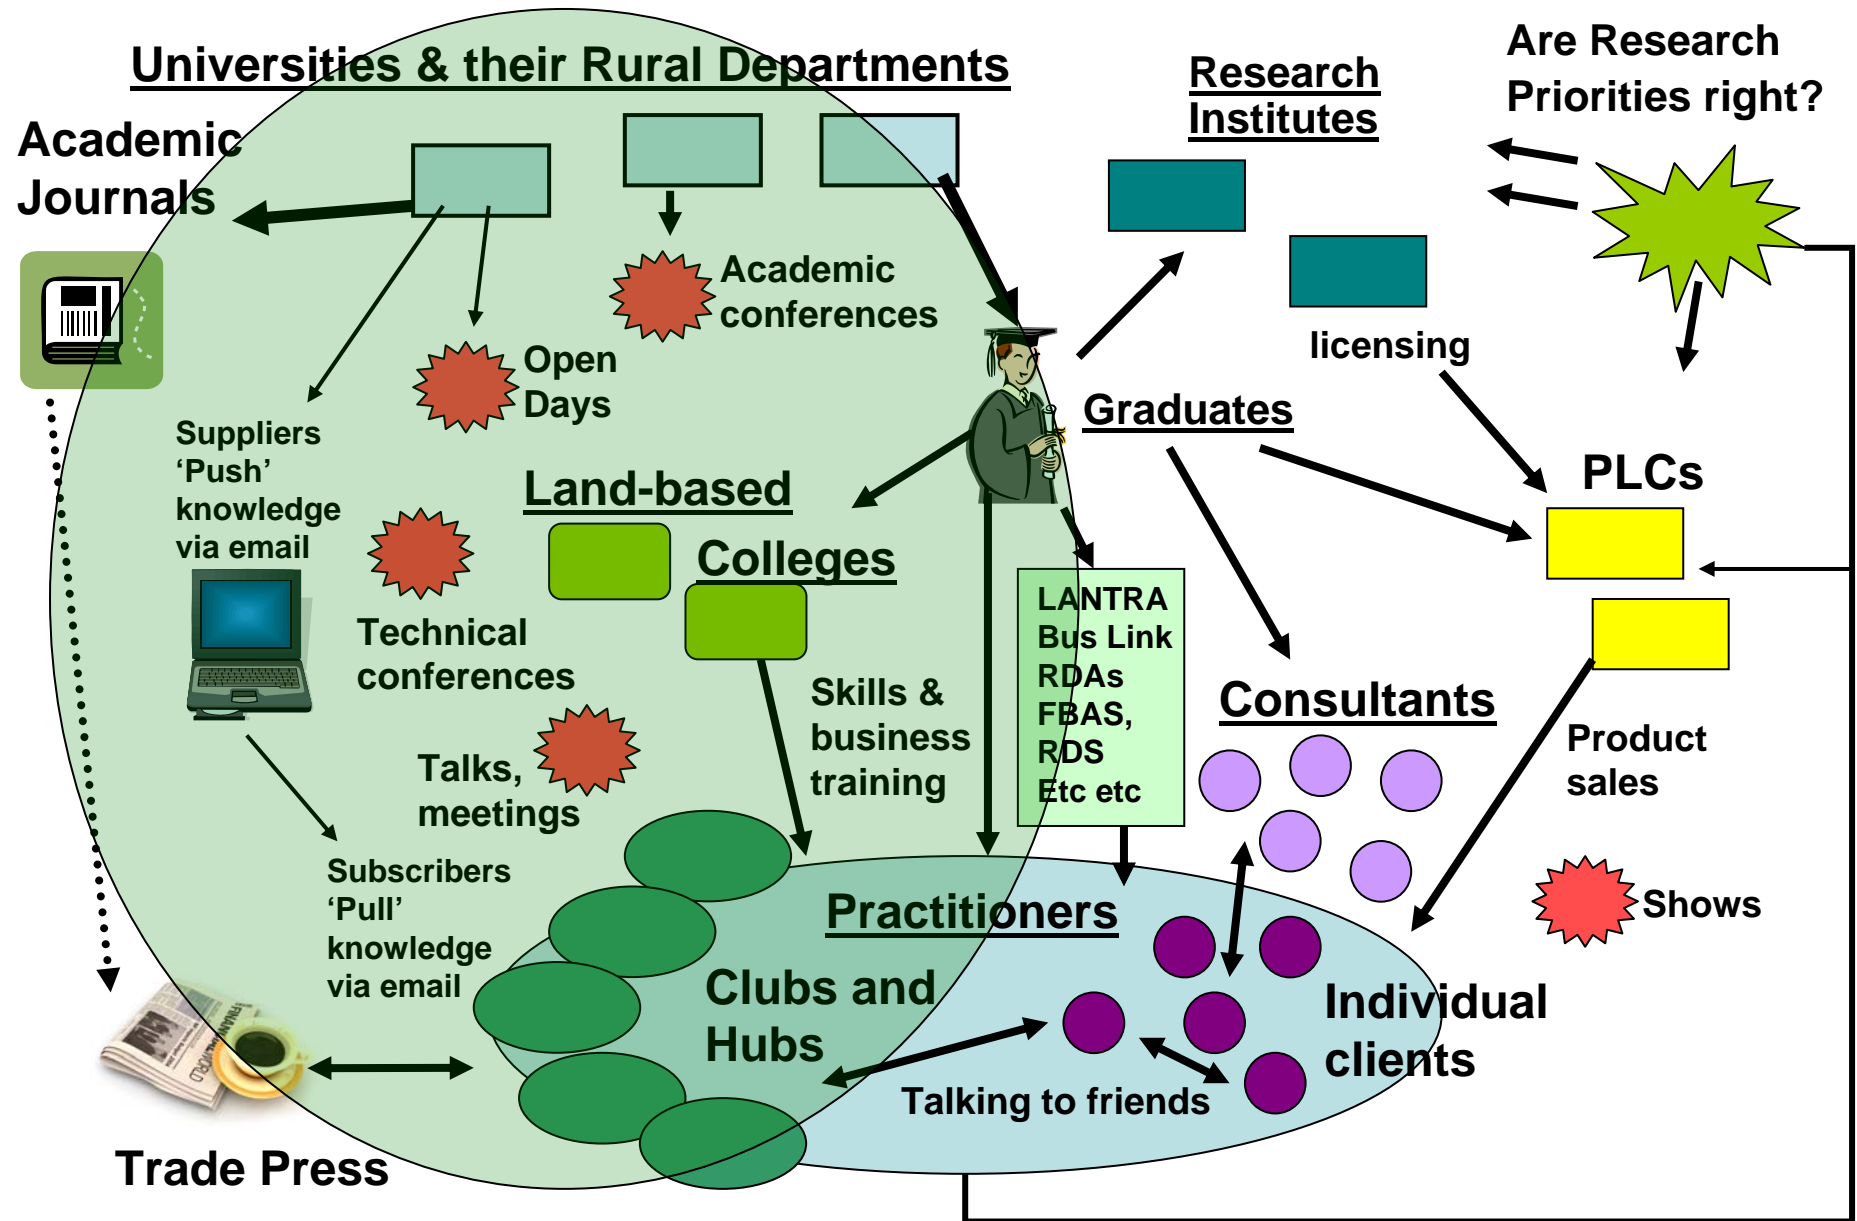 Universities & their Rural Departments
Research
Institutes
Are Research
Priorities right?
Academic
Journals
Academic
conferences
Open
Days
licensing
Graduates
Suppliers
‘Push’
knowledge
via email
Land-based
Colleges
PLCs
Technical
conferences
LANTRA
Bus Link
RDAs
FBAS,
RDS
Etc etc
Skills &
business
training
Consultants
Product
sales
Talks,
meetings
Subscribers
‘Pull’
knowledge
via email
Practitioners
Shows
Clubs and
Hubs
Individual
clients
Talking to friends
Trade Press